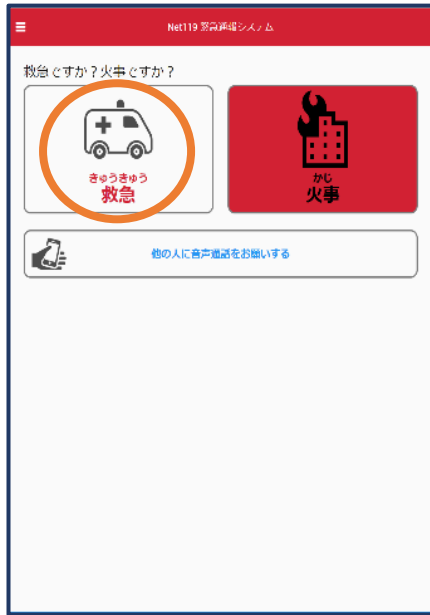 Net119 緊急通報システム
救急ですか？火事ですか？
きゅうきゅう
救急
かじ
火事
他の人に音声通話をお願いする